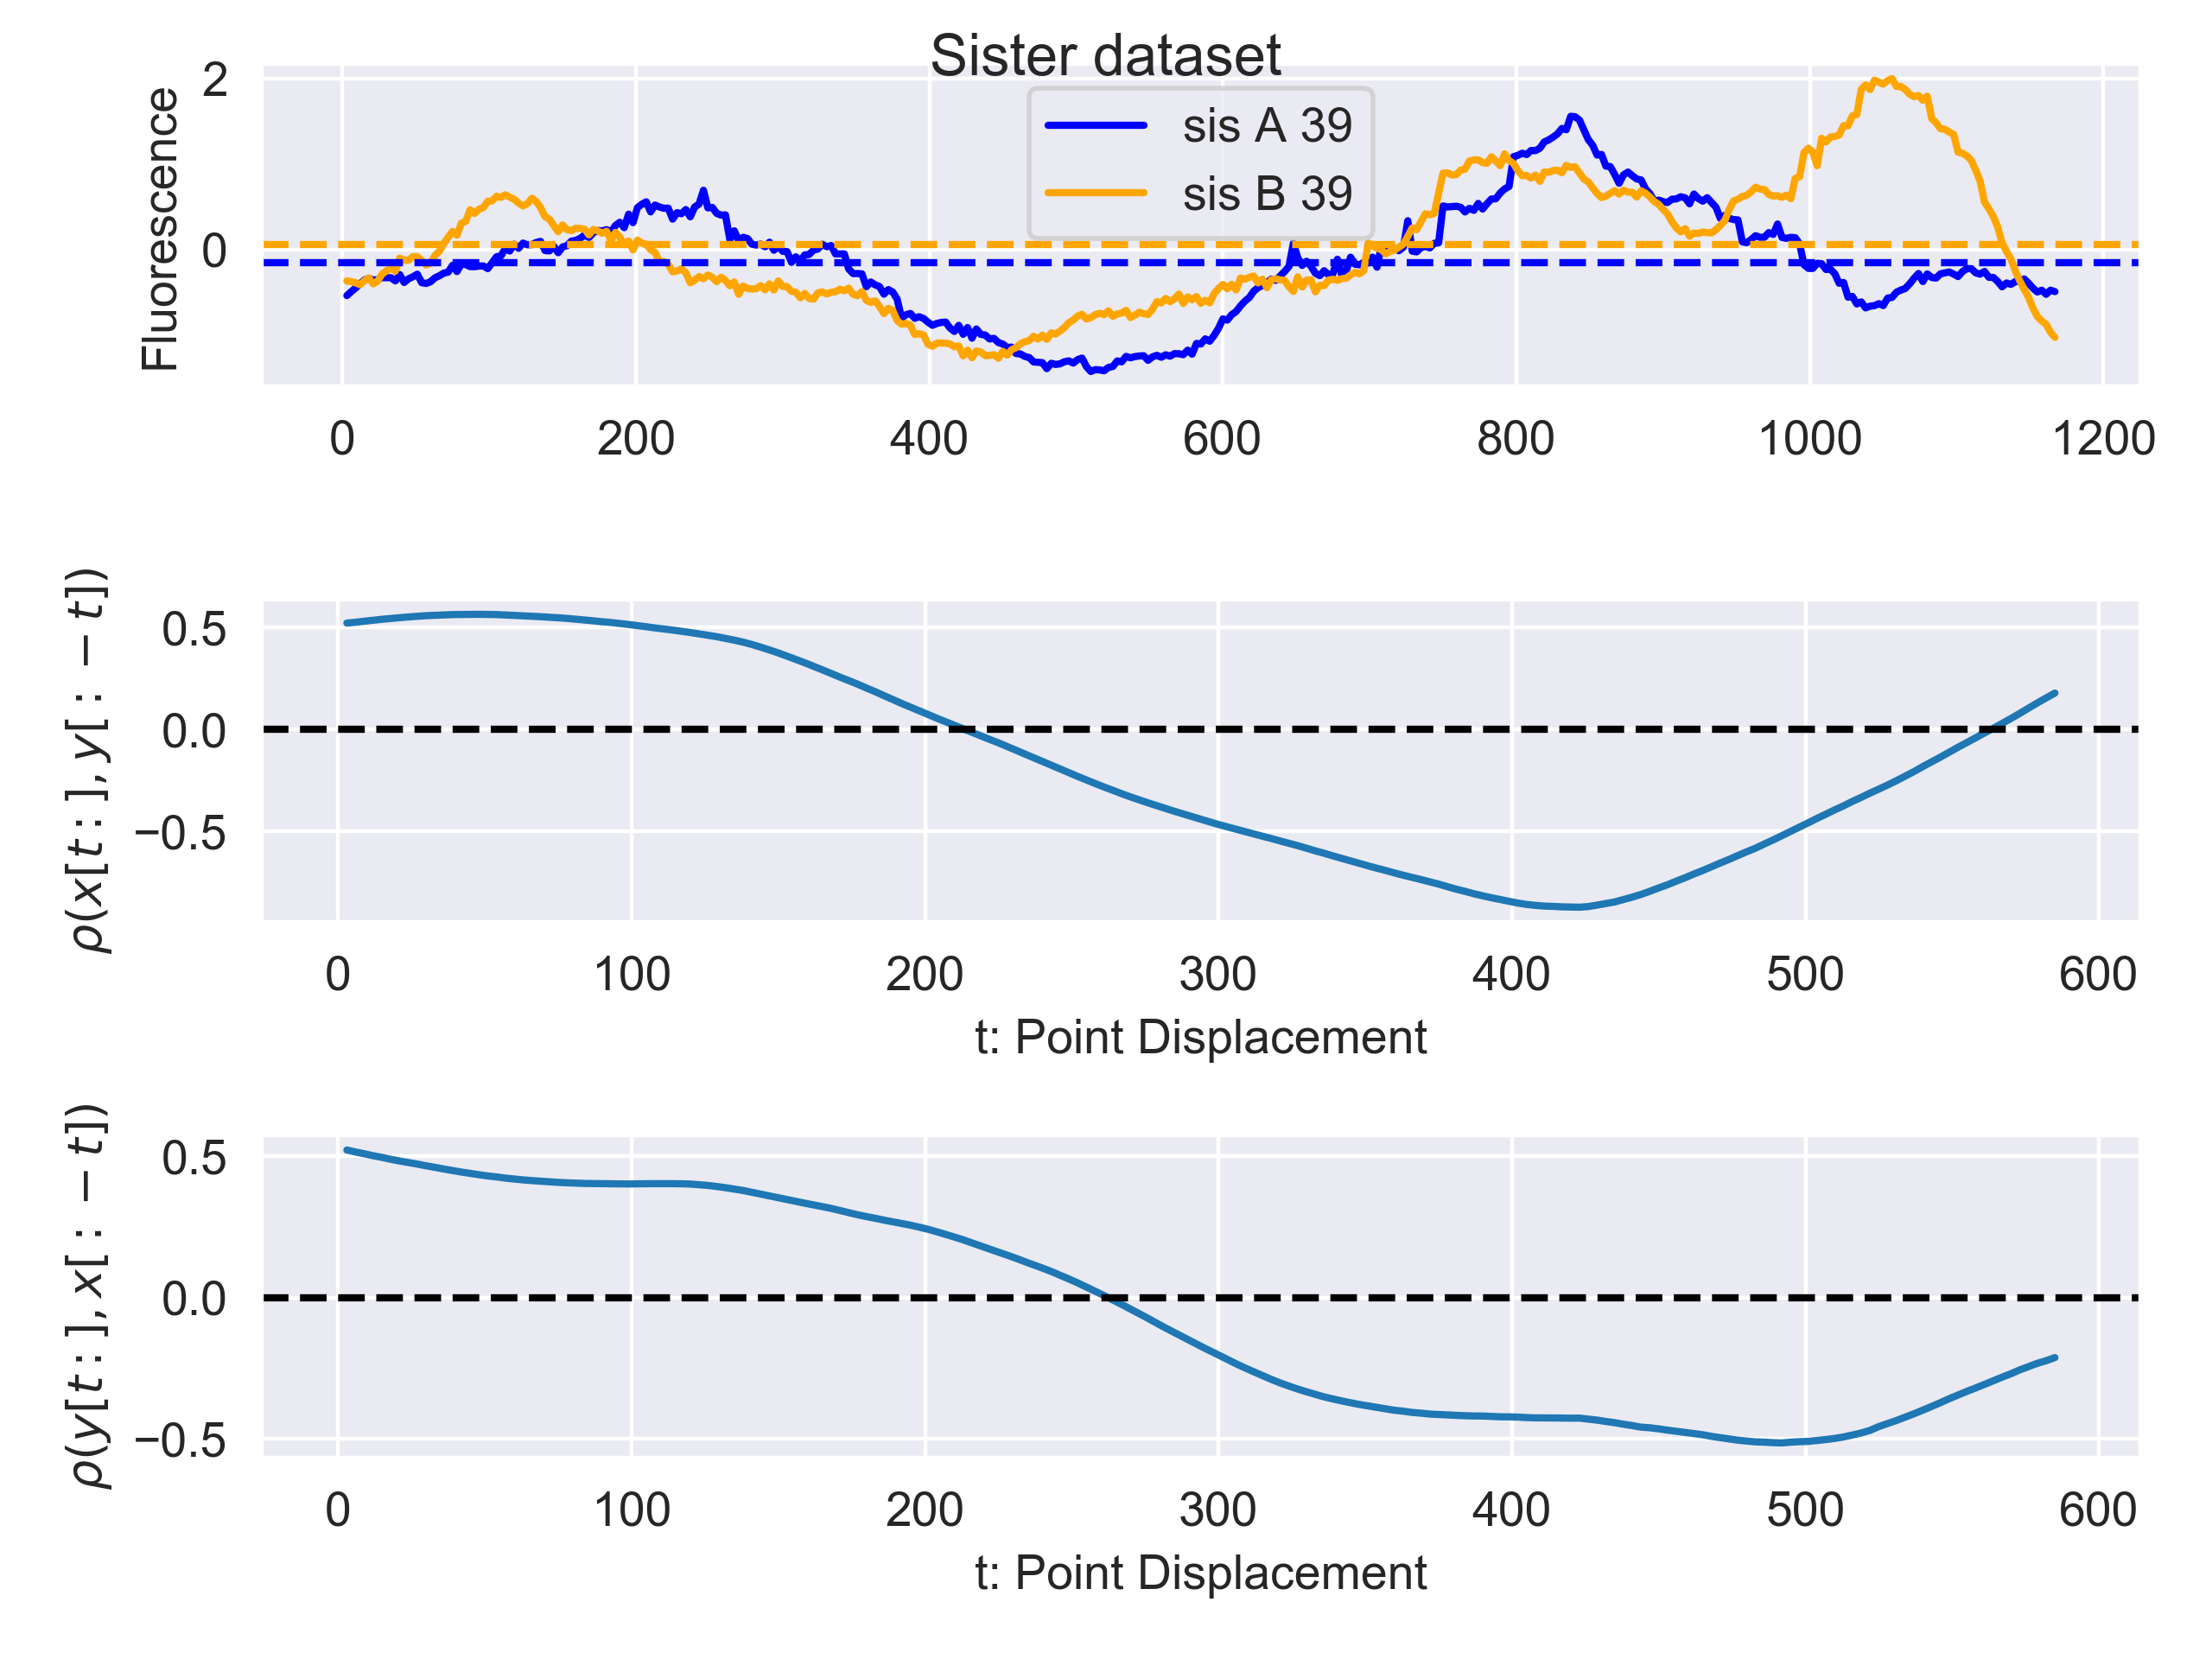 Sister dataset
Fluorescence
2
0
sis A 39
sis B 39
0 200 400 600 800 1000 1200
ρ(x[t:], y[:−t])
0.5
0.0
−0.5
0 100 200 300 400 500 600
t: Point Displacement
ρ(y[t:], x[:−t])
0.5
0.0
−0.5
0 100 200 300 400 500 600
t: Point Displacement